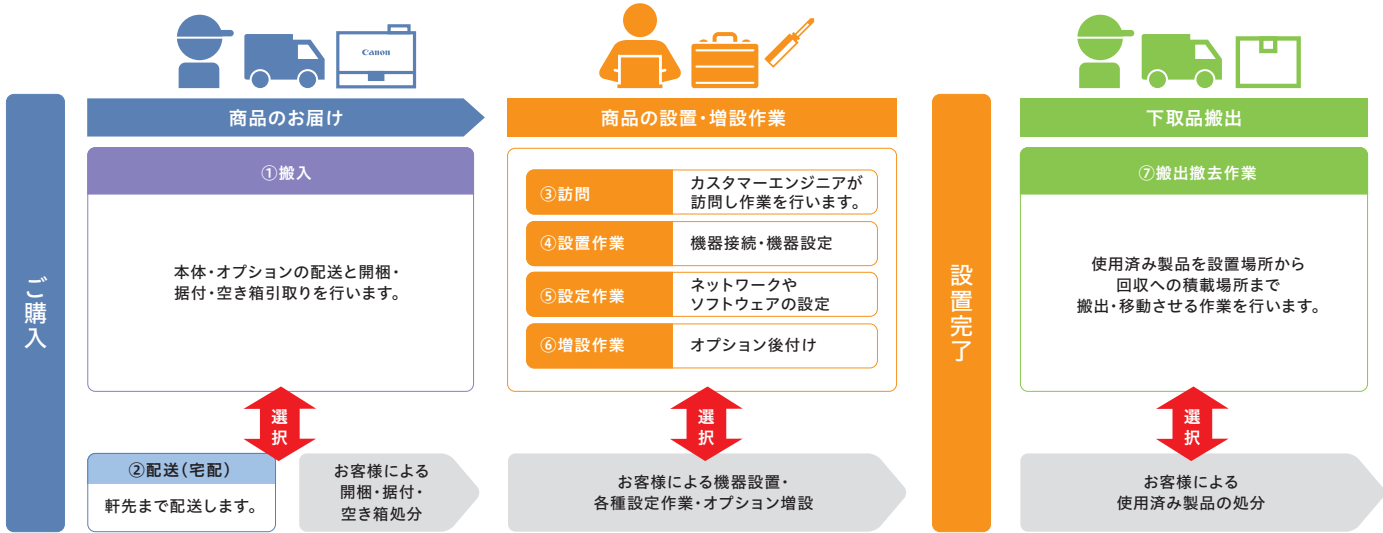 Canon
ご購入
商品のお届け
①搬入
本体・オプションの配送と開梱・
据付・空き箱引取りを行います。
選
択
②配送(宅配)
軒先まで配送します。
お客様による
開梱・据付・
空き箱処分
商品の設置・増設作業
③訪問
カスタマーエンジニアが
訪問し作業を行います。
④設置作業
機器接続・機器設定
⑤設定作業
ネットワークや
ソフトウェアの設定
⑥増設作業
オプション後付け
選
択
お客様による機器設置・
各種設定作業・オプション増設
設置完了
下取品搬出
⑦搬出撤去作業
使用済み製品を設置場所から
回収への積載場所まで
搬出・移動させる作業を行います。
選
択
お客様による
使用済み製品の処分